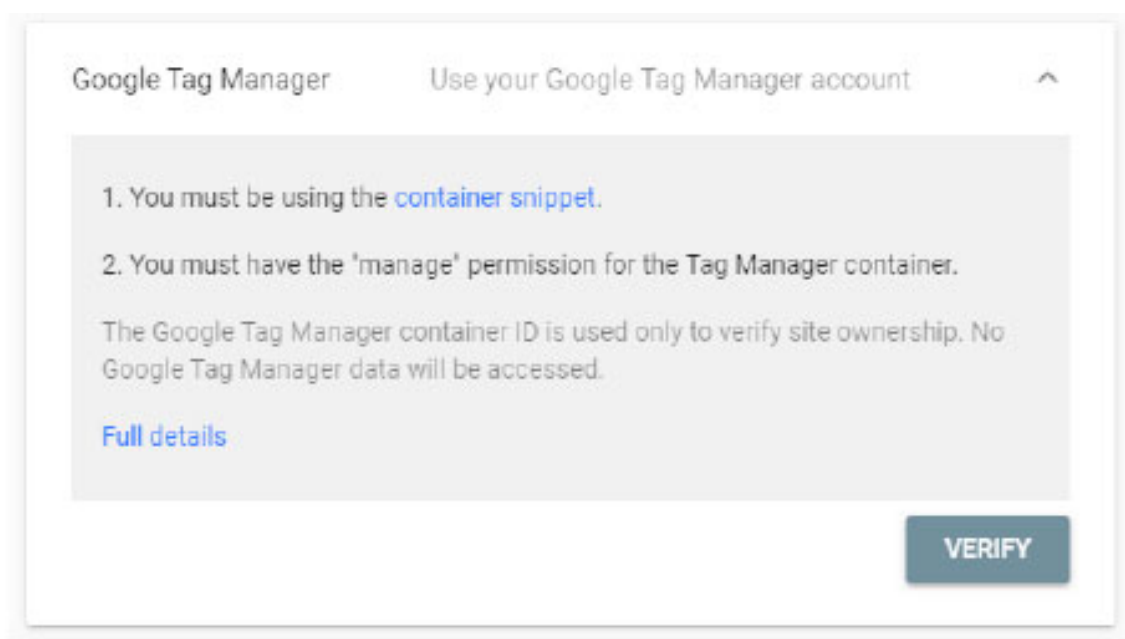 Google Tag Manager Use your Google Tag Manager account
1. You must be using the container snippet.
2. You must have the "manage" permission for the Tag Manager container.
The Google Tag Manager container ID is used only to verify site ownership. No
Google Tag Manager data will be accessed.
Full details
VERIFY